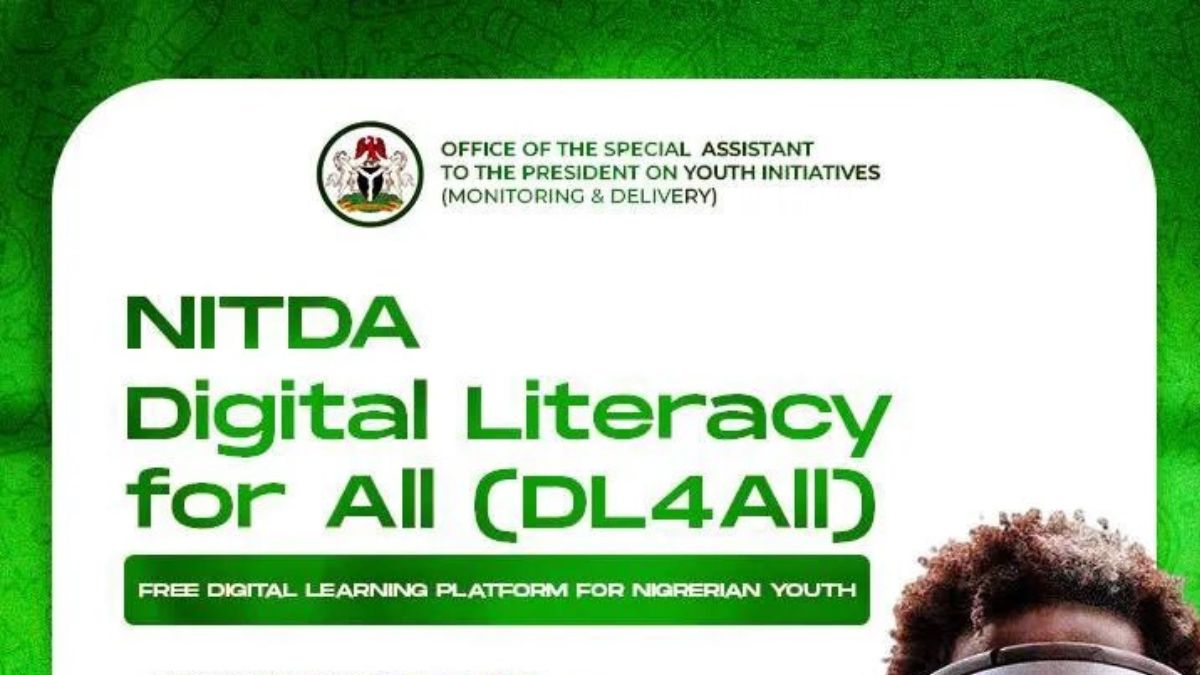 OFFICE OF THE SPECIAL ASSISTANT
TO THE PRESIDENT ON YOUTH INITIATIVES
(MONITORING & DELIVERY)
NITDA
Digital Literacy
for All (DL4All)
FREE DIGITAL LEARNING PLATFORM FOR NIGRERIAN YOUTH